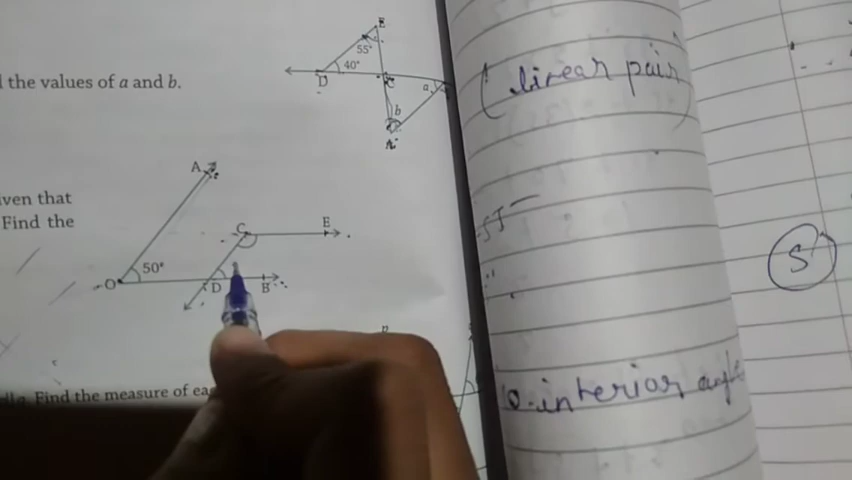 E
55°
40°
D
C
a
b
A
the values of a and b.
(linear pair)
A
ven that
Find the
C
E
50°
O
D
B
Find the measure of ea
interior angle